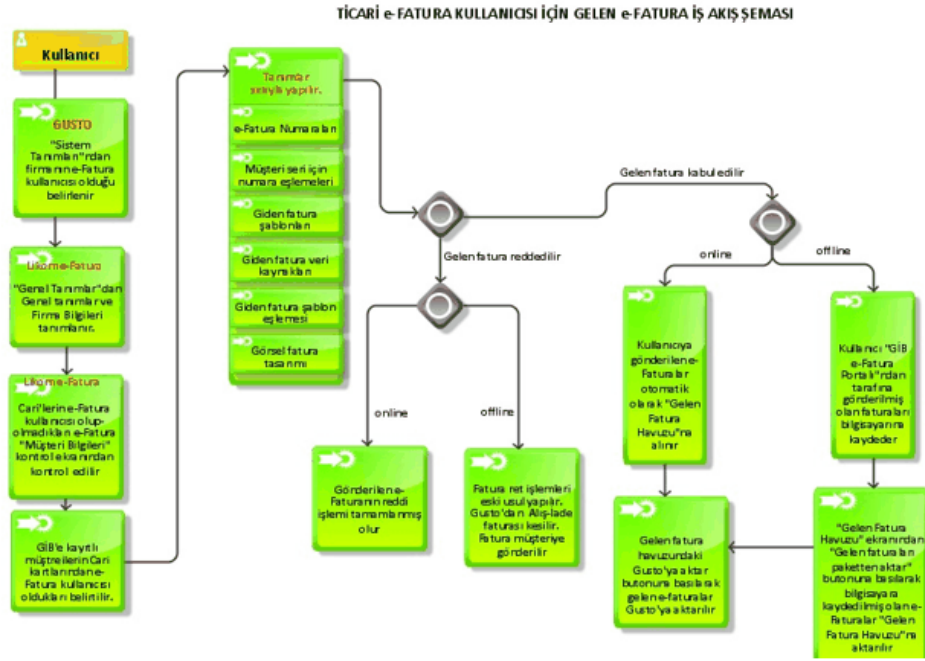 TİCARİ e-FATURA KULLANICISI İÇİN GELEN e-FATURA İŞ AKIŞ ŞEMASI
Kullanıcı
GUSTO
"Sistem
Tanımları"ndan
firmanın e-Fatura
kullanıcısı olduğu
belirlenir
Likom e-Fatura
"Genel Tanımlar"dan
Genel tanımlar ve
Firma Bilgileri
tanımlanır.
Likom e-Fatura
Cari'lerin e-Fatura
kullanıcısı olup-
olmadıkları e-Fatura
"Müşteri Bilgileri"
kontrol ekranından
kontrol edilir
GİB'e kayıtlı
müştreilerin Cari
kartlarından e-
Fatura kullanıcısı
oldukları belirtilir.
Tanımlar
sırayla yapılır.
e-Fatura Numaraları
Müşteri seri için
numara eşlemeleri
Giden fatura
şablonları
Giden fatura veri
kaynakları
Giden fatura şablon
eşlemesi
Görsel fatura
tasarımı
Gelen fatura kabul edilir
Gelen fatura reddedilir
online
offline
Gönderilen e-
Faturanın reddi
işlemi tamamlanmış
olur
Fatura ret işlemleri
eski usul yapılır.
Gusto'dan Alış-İade
faturası kesilir.
Fatura müşteriye
gönderilir
online
offline
Kullanıcıya
gönderilen e-
Faturalar
otomatik
olarak "Gelen
Fatura
Havuzu"na
alınır
Kullanıcı "GİB
e-Fatura
Portalı"ndan
tarafına
gönderilmiş
olan faturaları
bilgisayarına
kaydeder
Gelen fatura
havuzundaki
Gusto'ya aktar
butonuna basılarak
gelen e-faturalar
Gusto'ya aktarılır
"Gelen Fatura
Havuzu" ekranından
"Gelen faturaları
paketten aktar"
butonuna basılarak
bilgisayara
kaydedilmiş olan e-
Faturalar "Gelen
Fatura Havuzu"na
aktarılır